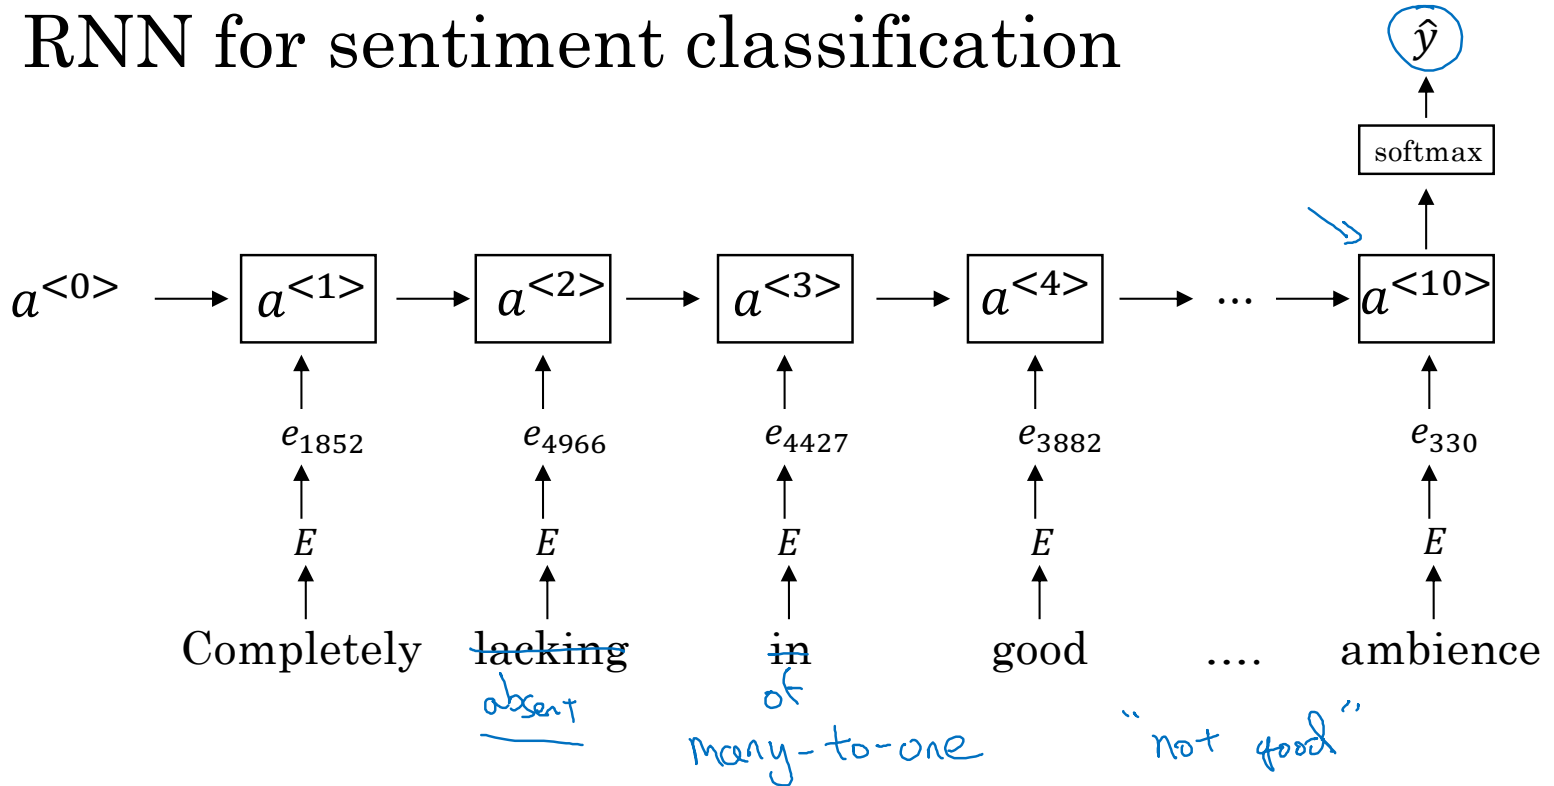 RNN for sentiment classification
ŷ
softmax
a<0> a<1> a<2> a<3> a<4> ... a<10>
e1852 e4966 e4427 e3882 e330
E E E E E
Completely lacking in good .... ambience
absent of
many-to-one "not good"